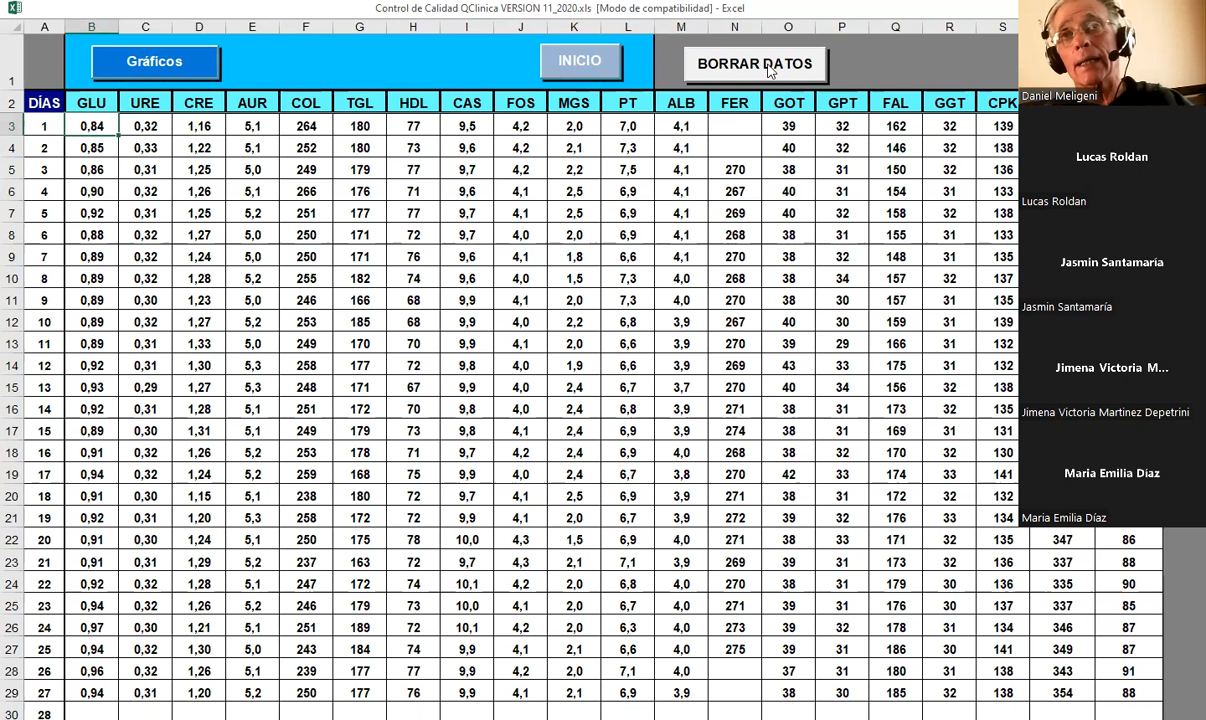 Control de Calidad QClinica VERSION 11_2020.xls [Modo de compatibilidad] - Excel
A B C D E F G H I J K L M N O P Q R S
1 Gráficos INICIO BORRAR DATOS
2 DÍAS GLU URE CRE AUR COL TGL HDL CAS FOS MGS PT ALB FER GOT GPT FAL GGT CPK
3 1 0,84 0,32 1,16 5,1 264 180 77 9,5 4,2 2,0 7,0 4,1 39 32 162 32 139
4 2 0,85 0,33 1,22 5,1 252 180 73 9,6 4,2 2,1 7,3 4,1 40 32 146 32 138
5 3 0,86 0,31 1,25 5,0 249 179 77 9,7 4,2 2,2 7,5 4,1 270 38 31 150 32 136
6 4 0,90 0,32 1,26 5,1 266 176 71 9,6 4,1 2,5 6,9 4,1 267 40 31 154 32 133
7 5 0,92 0,31 1,25 5,2 251 177 77 9,7 4,1 2,5 6,9 4,1 269 40 32 158 32 138
8 6 0,88 0,32 1,27 5,0 250 171 72 9,7 4,0 2,0 6,9 4,1 268 38 31 155 32 133
9 7 0,89 0,32 1,24 5,0 250 171 76 9,6 4,1 1,8 6,6 4,1 270 38 32 148 31 135
10 8 0,89 0,32 1,28 5,2 255 182 74 9,6 4,0 1,5 7,3 4,0 268 38 34 157 32 137
11 9 0,89 0,30 1,23 5,0 246 166 68 9,9 4,1 2,0 7,3 4,0 270 38 30 157 31 135
12 10 0,89 0,32 1,27 5,2 253 185 68 9,9 4,0 2,2 6,8 3,9 267 40 30 159 31 139
13 11 0,89 0,31 1,33 5,0 249 170 70 9,9 4,0 2,0 6,6 3,9 270 39 29 166 31 132
14 12 0,89 0,31 1,30 5,3 258 177 72 9,8 4,0 1,9 6,6 3,9 269 43 33 175 31 132
15 13 0,93 0,29 1,27 5,3 248 171 67 9,9 4,0 2,4 6,7 3,7 270 40 34 156 32 138
16 14 0,92 0,31 1,28 5,1 251 172 70 9,8 4,0 2,4 6,8 3,9 271 38 31 173 32 135
17 15 0,89 0,30 1,31 5,1 249 179 73 9,8 4,1 2,4 6,7 3,9 274 38 31 169 31 131
18 16 0,91 0,32 1,26 5,2 253 178 71 9,7 4,2 2,4 6,9 4,0 268 38 32 170 32 130
19 17 0,94 0,32 1,24 5,2 259 168 75 9,9 4,1 2,4 6,7 3,8 270 42 33 174 33 141
20 18 0,91 0,30 1,15 5,1 238 180 72 9,7 4,1 2,5 6,9 3,9 271 38 31 172 32 132
21 19 0,92 0,31 1,20 5,3 258 172 72 9,9 4,1 2,4 6,7 3,9 272 39 31 176 33 134
22 20 0,91 0,30 1,24 5,1 250 175 78 10,0 4,3 1,5 6,9 4,0 271 38 33 171 32 135 347 86
23 21 0,91 0,31 1,29 5,1 237 163 72 9,7 4,3 2,1 7,1 3,9 269 39 31 173 32 136 337 88
24 22 0,92 0,32 1,28 5,1 247 172 74 10,1 4,2 2,0 6,8 4,0 270 38 31 179 30 136 335 90
25 23 0,94 0,32 1,26 5,2 246 179 73 10,0 4,1 2,0 6,7 4,0 271 39 31 176 30 137 337 85
26 24 0,97 0,30 1,21 5,1 251 189 72 10,1 4,2 2,0 6,3 4,0 273 39 32 178 31 134 346 87
27 25 0,94 0,32 1,30 5,0 243 184 74 9,9 4,1 2,1 6,6 4,0 275 39 31 186 30 141 349 87
28 26 0,96 0,32 1,26 5,1 239 177 77 9,9 4,2 2,0 7,1 4,0 37 31 180 31 138 343 91
29 27 0,94 0,31 1,20 5,2 250 177 76 9,9 4,1 2,1 6,9 3,9 38 30 185 32 138 354 88
30 28
Daniel Meligeni
Lucas Roldan
Lucas Roldan
Jasmin Santamaría
Jasmin Santamaría
Jimena Victoria M...
Jimena Victoria Martinez Depetrini
Maria Emilia Díaz
Maria Emilia Díaz